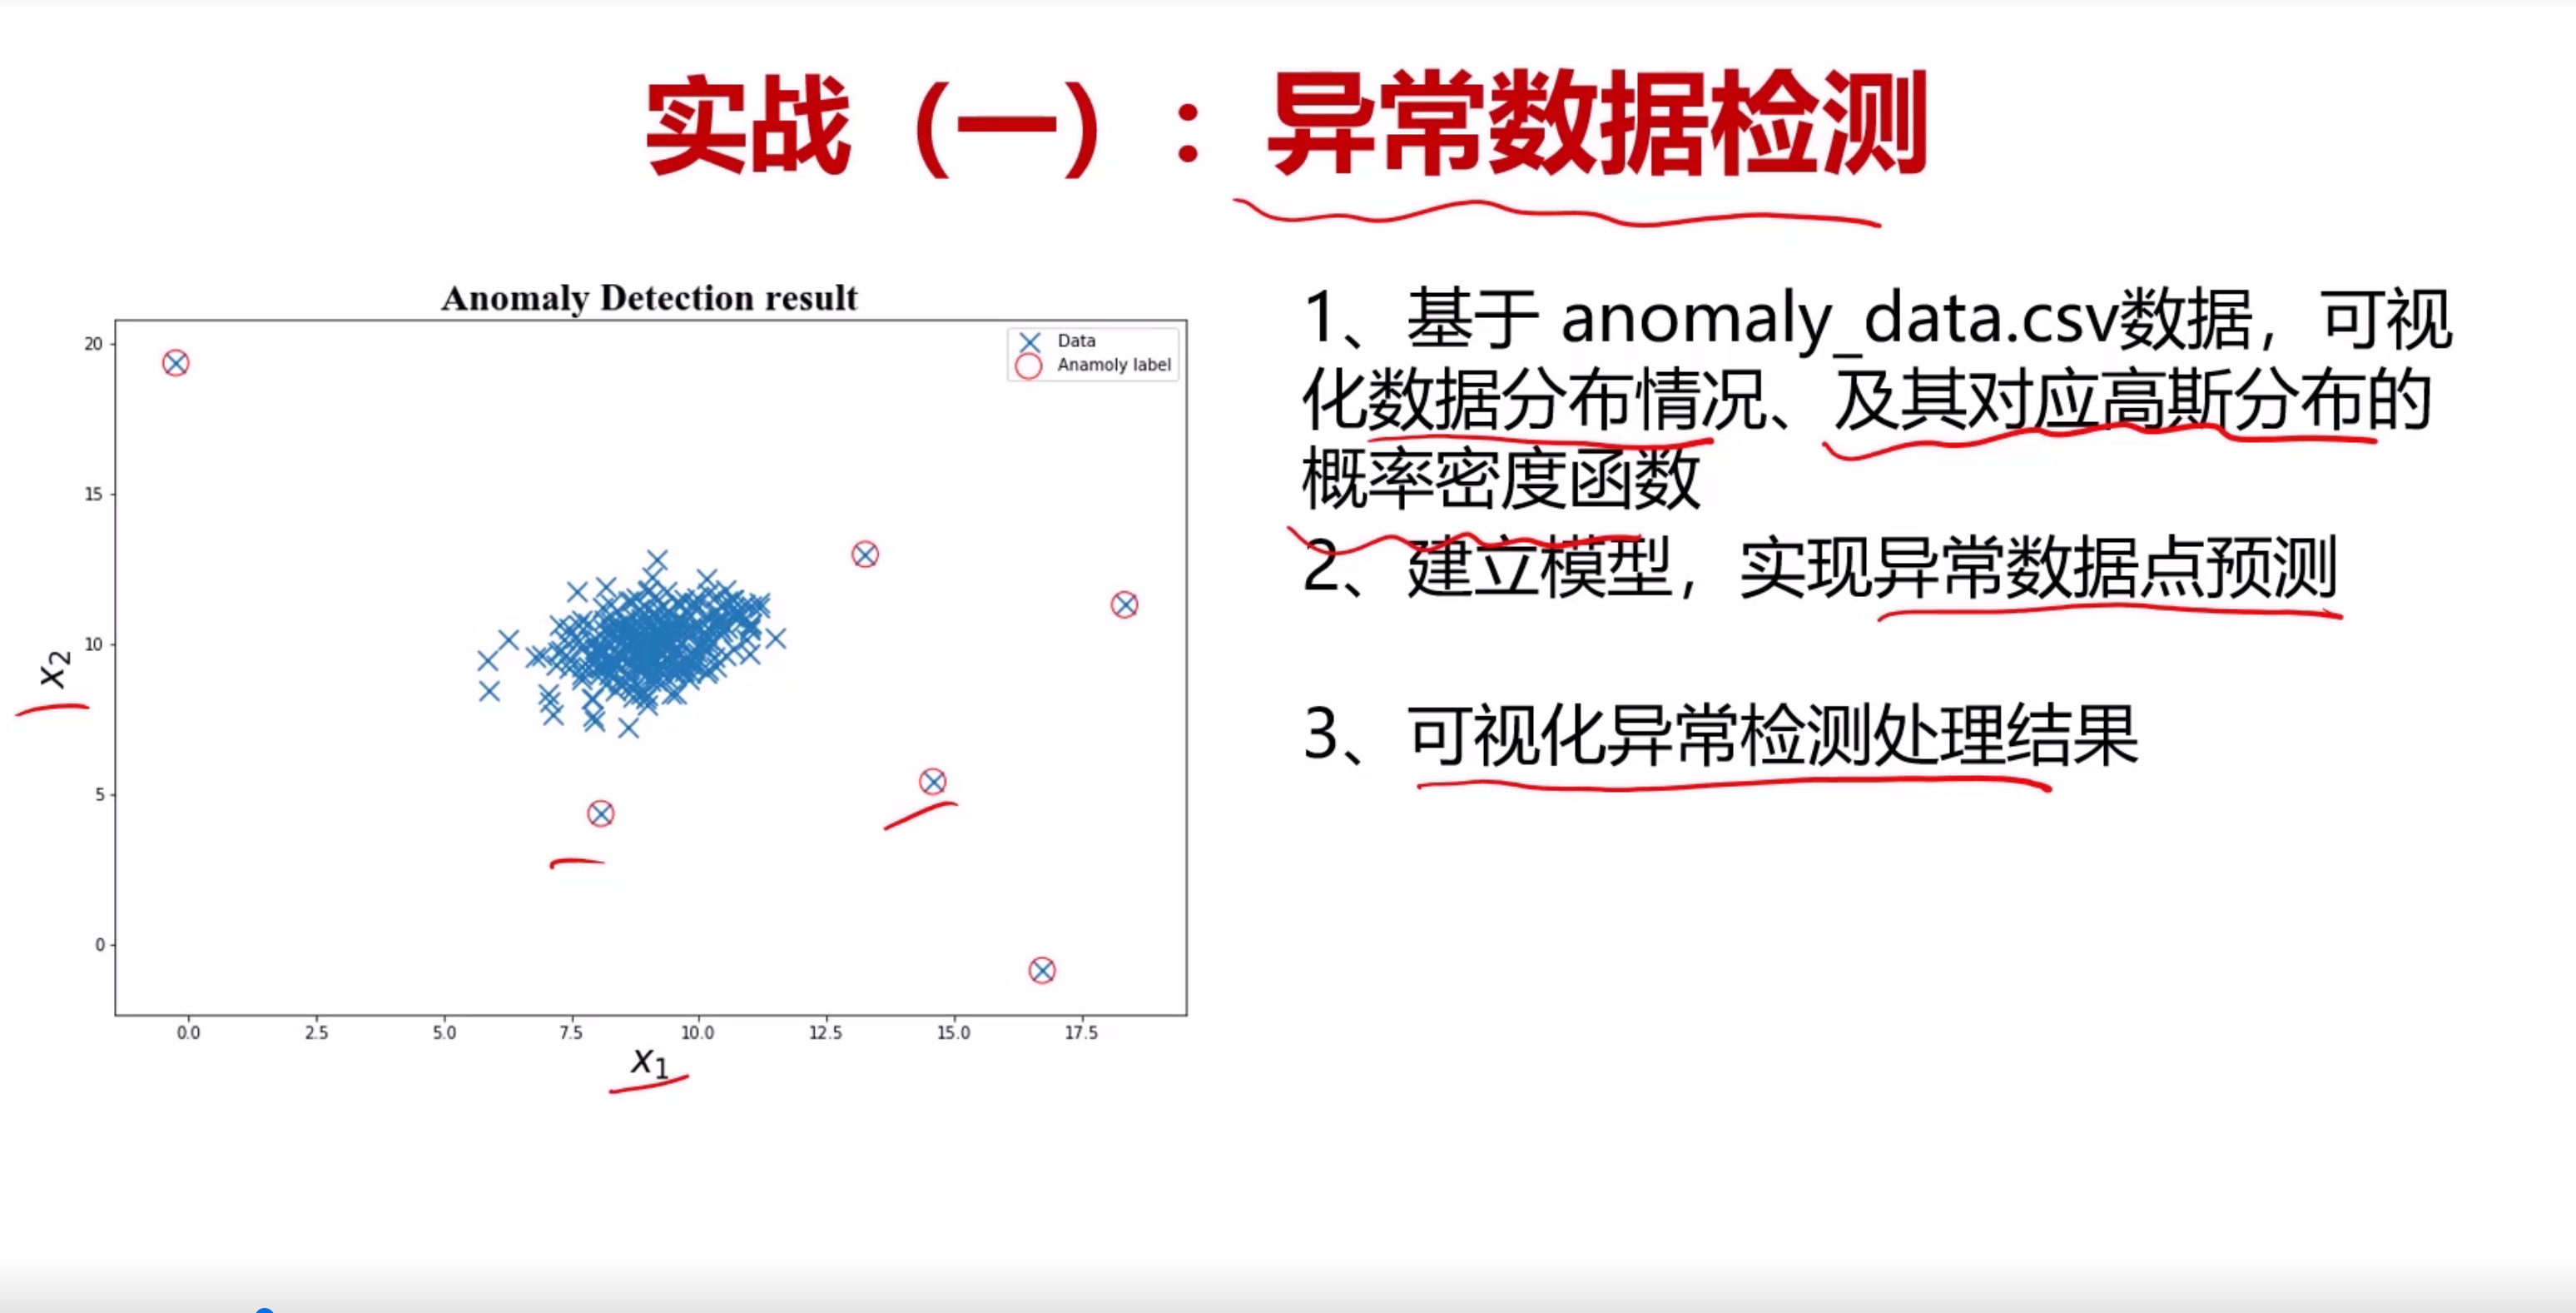 实战（一）：异常数据检测
Anomaly Detection result
Data
Anamoly label
20
15
10
5
0
x2
0.0 2.5 5.0 7.5 10.0 12.5 15.0 17.5
x1
1、基于 anomaly_data.csv数据，可视
化数据分布情况、及其对应高斯分布的
概率密度函数
2、建立模型，实现异常数据点预测
3、可视化异常检测处理结果